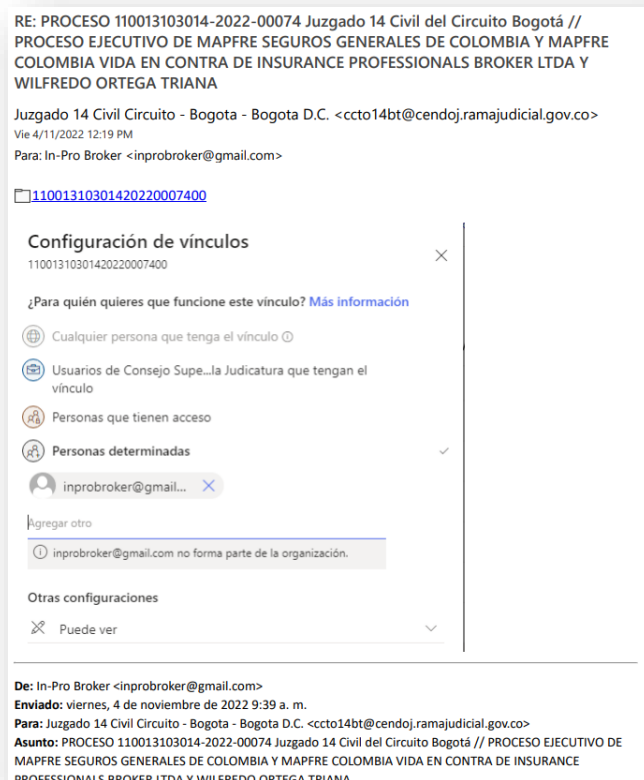 RE: PROCESO 110013103014-2022-00074 Juzgado 14 Civil del Circuito Bogotá //
PROCESO EJECUTIVO DE MAPFRE SEGUROS GENERALES DE COLOMBIA Y MAPFRE
COLOMBIA VIDA EN CONTRA DE INSURANCE PROFESSIONALS BROKER LTDA Y
WILFREDO ORTEGA TRIANA
Juzgado 14 Civil Circuito - Bogota - Bogota D.C. <ccto14bt@cendoj.ramajudicial.gov.co>
Vie 4/11/2022 12:19 PM
Para: In-Pro Broker <inprobroker@gmail.com>
11001310301420220007400
Configuración de vínculos
11001310301420220007400
¿Para quién quieres que funcione este vínculo? Más información
Cualquier persona que tenga el vínculo
Usuarios de Consejo Supe...la Judicatura que tengan el
vínculo
Personas que tienen acceso
Personas determinadas
inprobroker@gmail...
Agregar otro
inprobroker@gmail.com no forma parte de la organización.
Otras configuraciones
Puede ver
De: In-Pro Broker <inprobroker@gmail.com>
Enviado: viernes, 4 de noviembre de 2022 9:39 a. m.
Para: Juzgado 14 Civil Circuito - Bogota - Bogota D.C. <ccto14bt@cendoj.ramajudicial.gov.co>
Asunto: PROCESO 110013103014-2022-00074 Juzgado 14 Civil del Circuito Bogotá // PROCESO EJECUTIVO DE
MAPFRE SEGUROS GENERALES DE COLOMBIA Y MAPFRE COLOMBIA VIDA EN CONTRA DE INSURANCE
PROFESSIONALS BROKER LTDA Y WILFREDO ORTEGA TRIANA